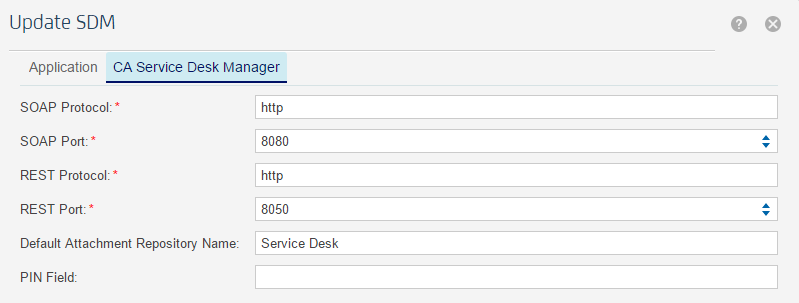 Update SDM
?
Application CA Service Desk Manager
SOAP Protocol: * http
SOAP Port: * 8080
REST Protocol: * http
REST Port: * 8050
Default Attachment Repository Name: Service Desk
PIN Field: